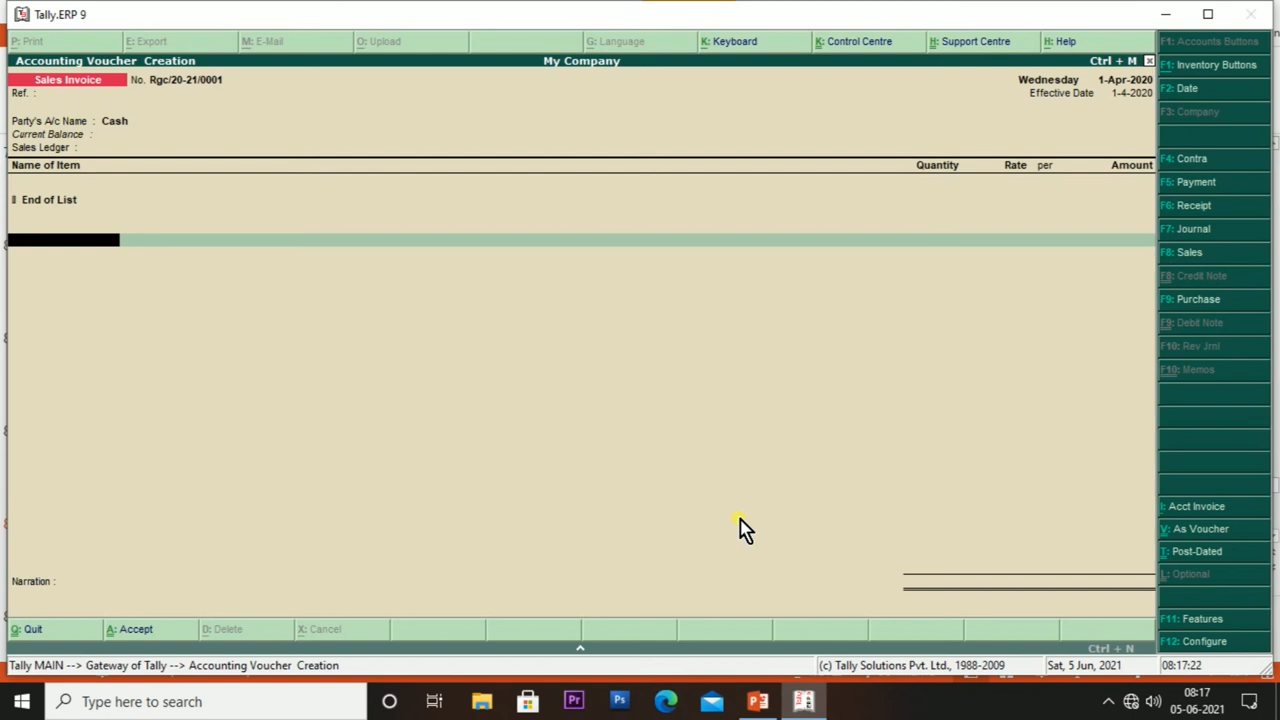 Tally.ERP 9
P: Print E: Export M: E-Mail O: Upload G: Language K: Keyboard K: Control Centre H: Support Centre H: Help
Accounting Voucher Creation My Company Ctrl + M
Sales Invoice No. Rgc/20-21/0001 Wednesday 1-Apr-2020
Ref. : Effective Date 1-4-2020
Party's A/c Name : Cash
Current Balance :
Sales Ledger :
Name of Item Quantity Rate per Amount
End of List
Narration :
Q: Quit A: Accept D: Delete X: Cancel
Ctrl + N
Tally MAIN --> Gateway of Tally --> Accounting Voucher Creation (c) Tally Solutions Pvt. Ltd., 1988-2009 Sat, 5 Jun, 2021 08:17:22
F1: Accounts Buttons
F1: Inventory Buttons
F2: Date
F3: Company
F4: Contra
F5: Payment
F6: Receipt
F7: Journal
F8: Sales
F8: Credit Note
F9: Purchase
F9: Debit Note
F10: Rev Jrnl
F10: Memos
I: Acct Invoice
V: As Voucher
T: Post-Dated
L: Optional
F11: Features
F12: Configure
Type here to search
Pr Ps
08:17
05-06-2021